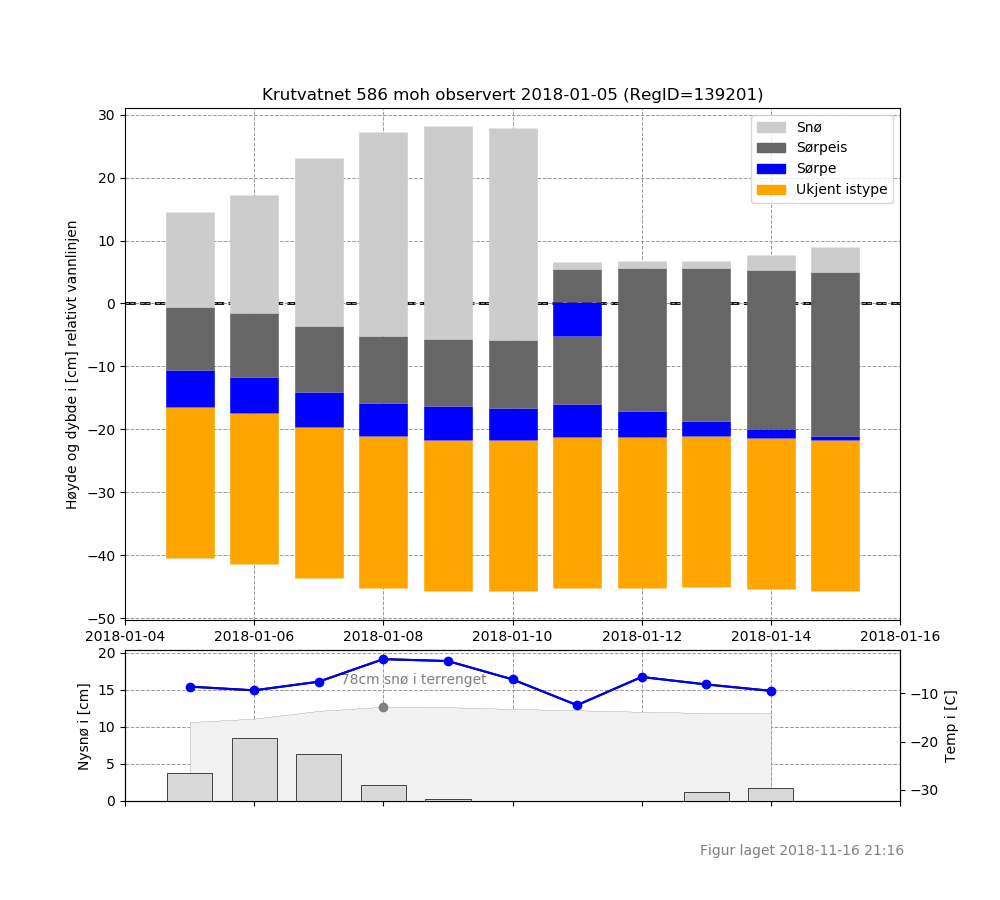 Krutvatnet 586 moh observert 2018-01-05 (RegID=139201)
Høyde og dybde i [cm] relativt vannlinjen
30
20
10
0
−10
−20
−30
−40
−50
Snø
Sørpeis
Sørpe
Ukjent istype
2018-01-04
2018-01-06
2018-01-08
2018-01-10
2018-01-12
2018-01-14
2018-01-16
Nysnø i [cm]
20
15
10
5
0
78cm snø i terrenget
−10
−20
−30
Temp i [C]
Figur laget 2018-11-16 21:16